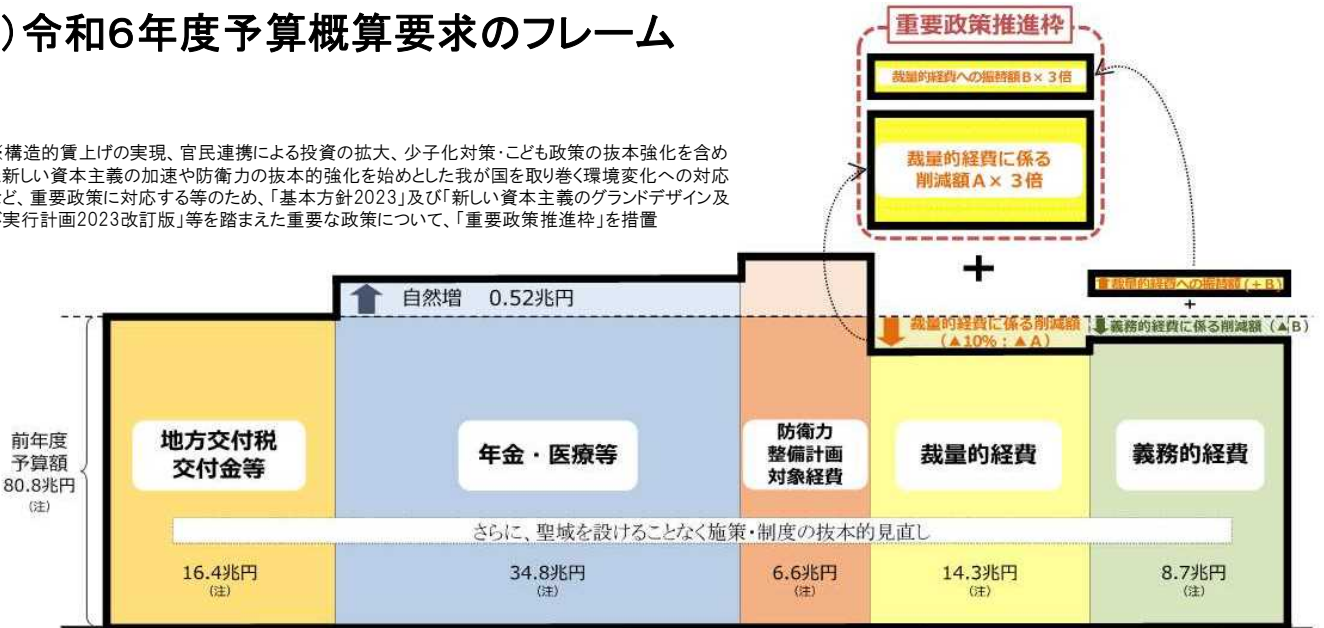 )令和6年度予算概算要求のフレーム
重要政策推進枠
裁量的経費への振替額B×3倍
裁量的経費に係る
削減額A×3倍
構造的賃上げの実現、官民連携による投資の拡大、少子化対策・こども政策の抜本強化を含め
新しい資本主義の加速や防衛力の抜本的強化を始めとした我が国を取り巻く環境変化への対応
ど、重要政策に対応する等のため、「基本方針2023」及び「新しい資本主義のグランドデザイン及
実行計画2023改訂版」等を踏まえた重要な政策について、「重要政策推進枠」を措置
+
自然増 0.52兆円
裁量的経費への振替額(+B)
+
裁量的経費に係る削減額
(▲10%:▲A)
義務的経費に係る削減額(▲B)
前年度
予算額
80.8兆円
(注)
地方交付税
交付金等
年金・医療等
防衛力
整備計画
対象経費
裁量的経費
義務的経費
さらに、聖域を設けることなく施策・制度の抜本的見直し
16.4兆円
(注)
34.8兆円
(注)
6.6兆円
(注)
14.3兆円
(注)
8.7兆円
(注)